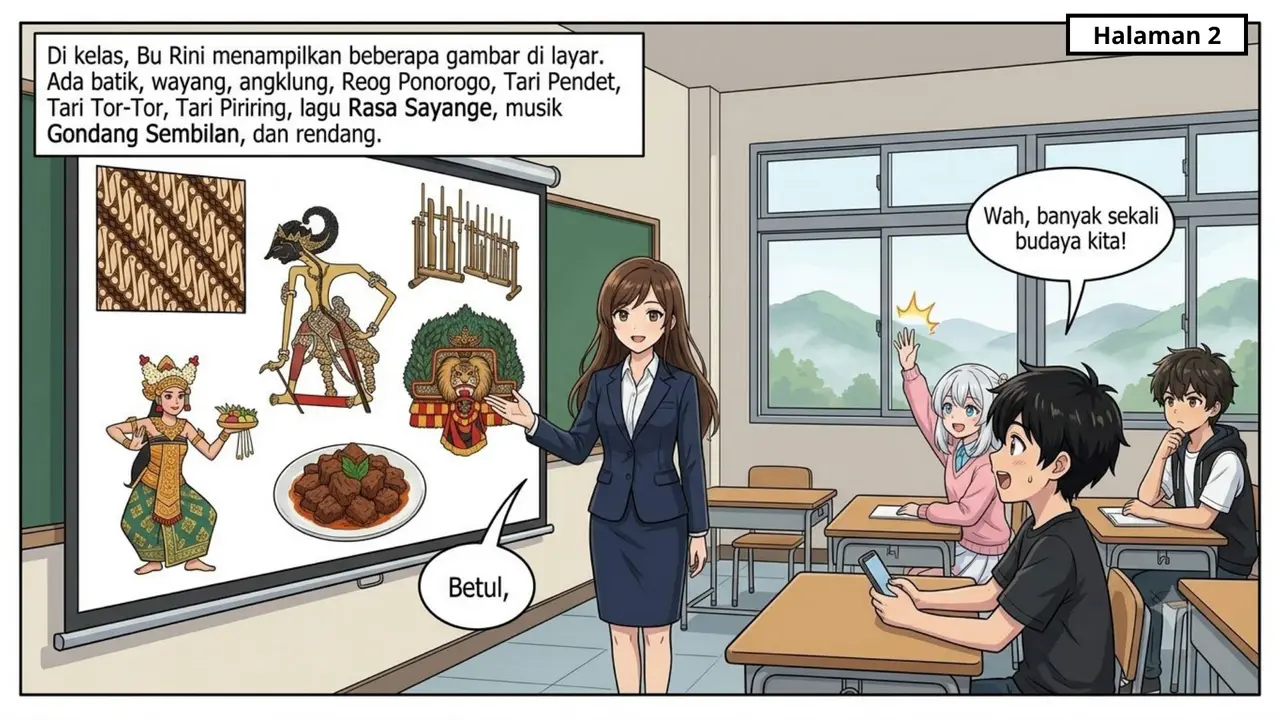 Halaman 2
Di kelas, Bu Rini menampilkan beberapa gambar di layar.
Ada batik, wayang, angklung, Reog Ponorogo, Tari Pendet,
Tari Tor-Tor, Tari Piriring, lagu Rasa Sayange, musik
Gondang Sembilan, dan rendang.
Wah, banyak sekali
budaya kita!
Betul,